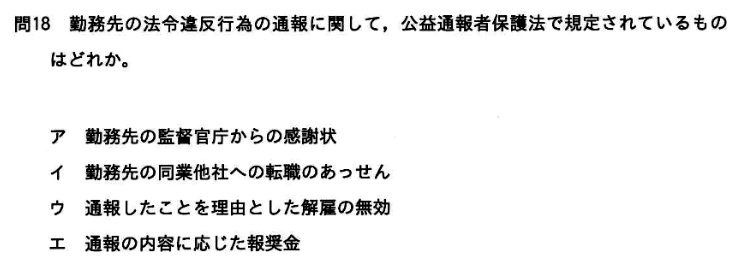 問18 勤務先の法令違反行為の通報に関して，公益通報者保護法で規定されているもの
はどれか。
ア 勤務先の監督官庁からの感謝状
イ 勤務先の同業他社への転職のあっせん
ウ 通報したことを理由とした解雇の無効
エ 通報の内容に応じた報奨金